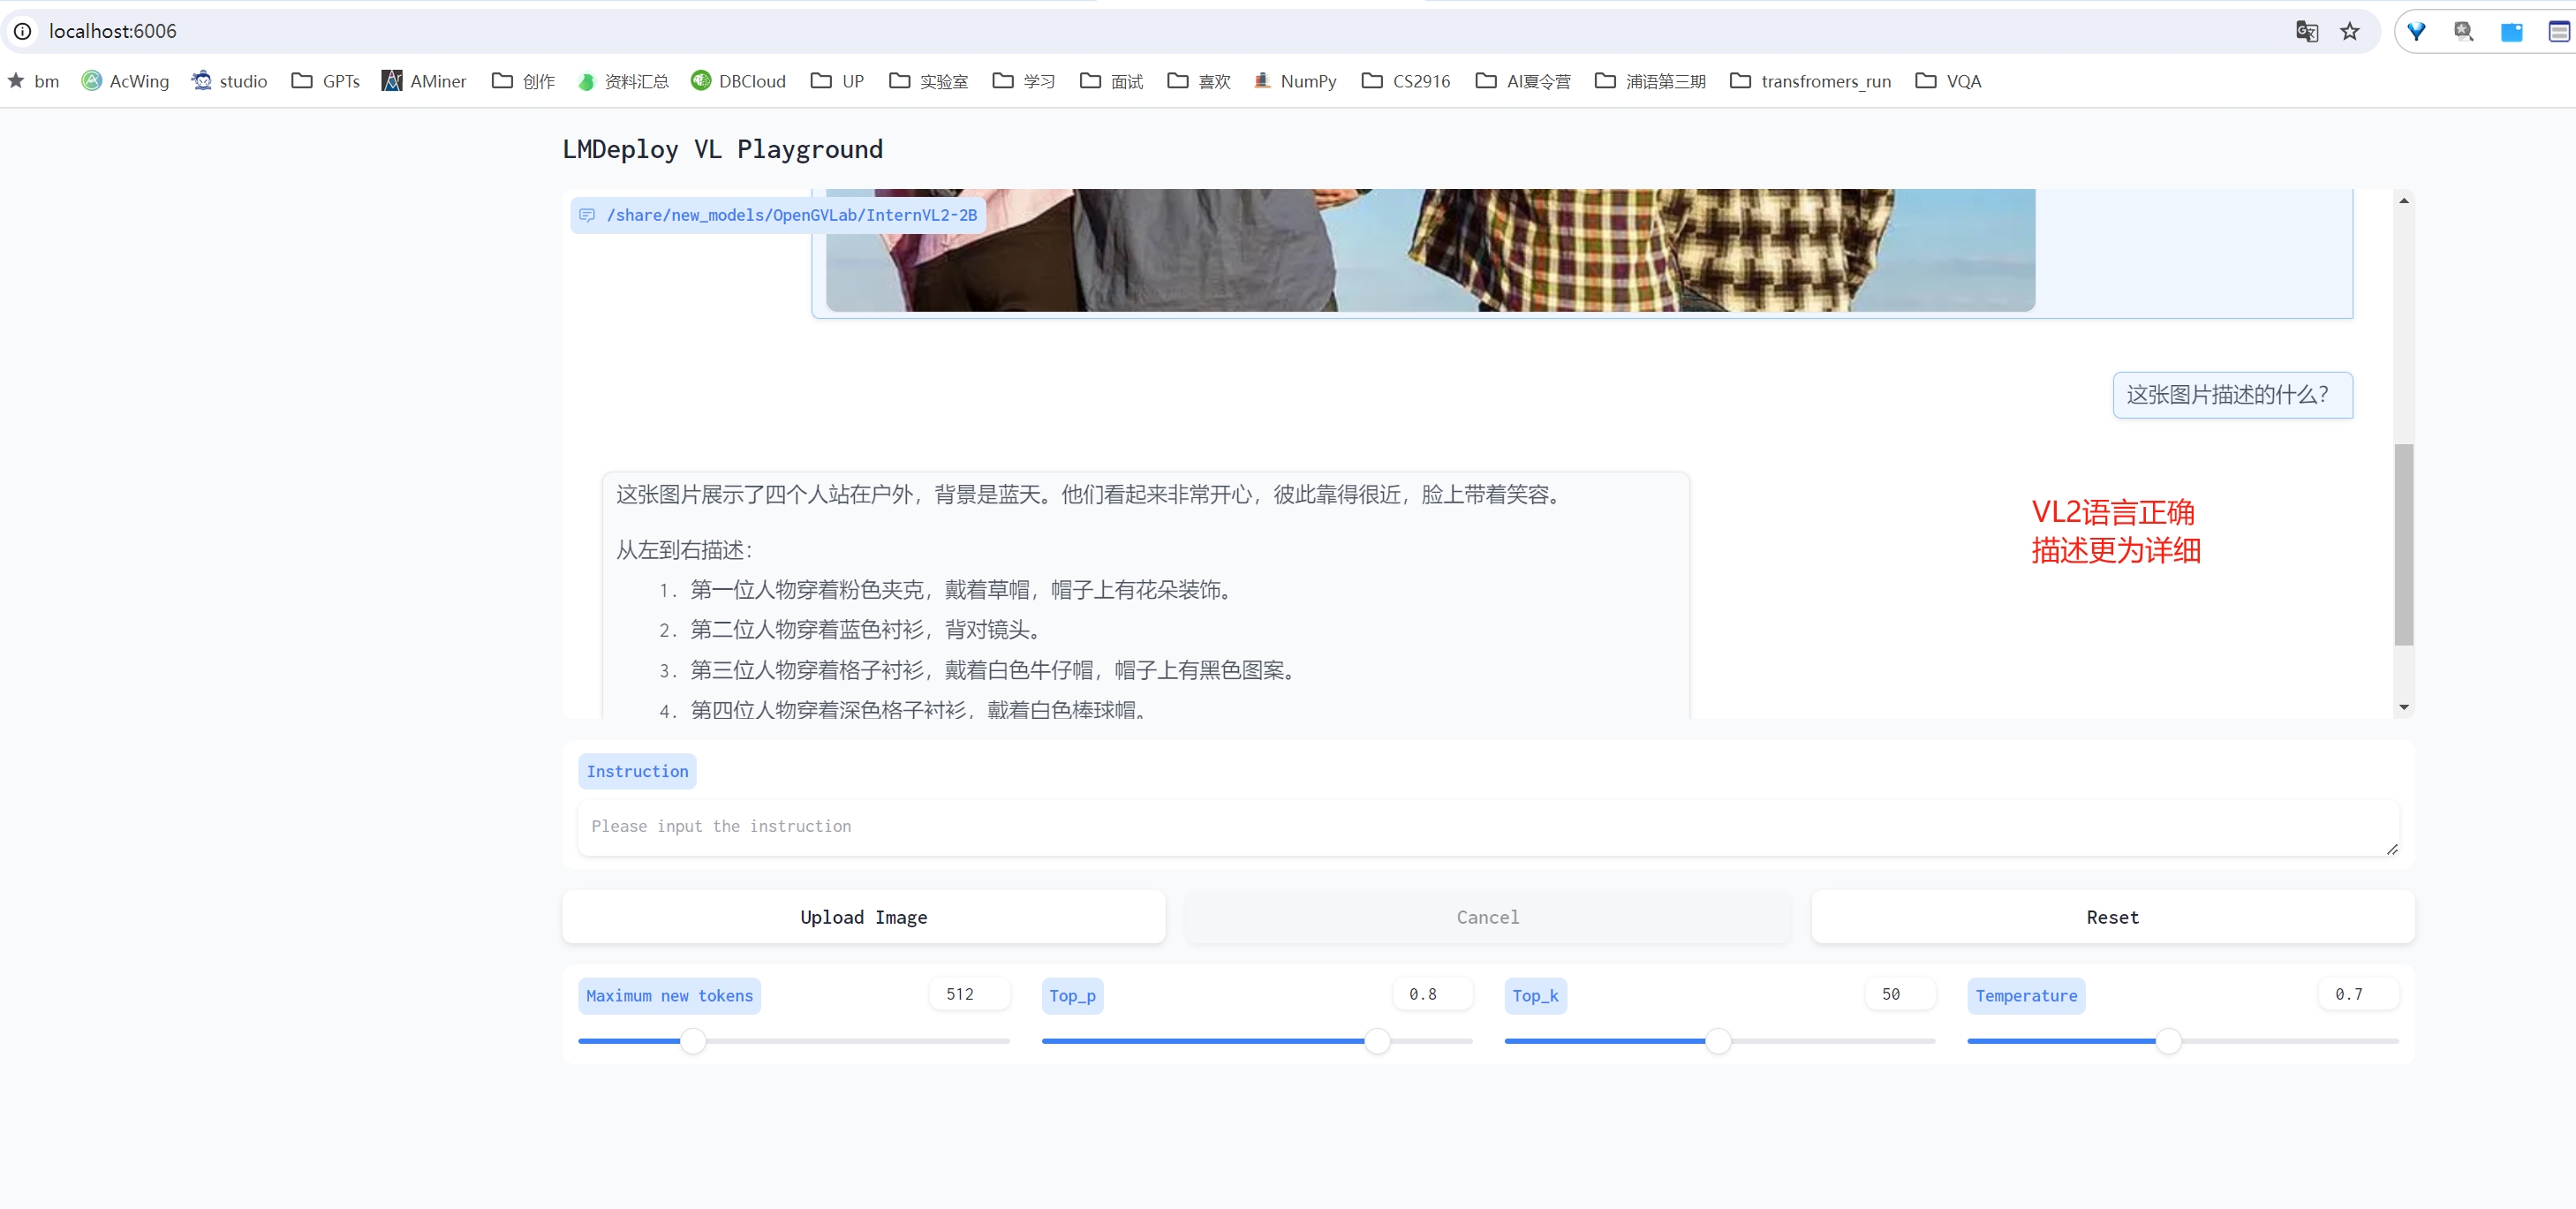 localhost:6006
bm AcWing studio GPTs AMiner 创作 资料汇总 DBCloud UP 实验室 学习 面试 喜欢 NumPy CS2916 AI夏令营 浦语第三期 transfromers_run VQA
LMDeploy VL Playground
/share/new_models/OpenGVLab/InternVL2-2B
这张图片描述的什么？
这张图片展示了四个人站在户外，背景是蓝天。他们看起来非常开心，彼此靠得很近，脸上带着笑容。
从左到右描述：
1. 第一位人物穿着粉色夹克，戴着草帽，帽子上有花朵装饰。
2. 第二位人物穿着蓝色衬衫，背对镜头。
3. 第三位人物穿着格子衬衫，戴着白色牛仔帽，帽子上有黑色图案。
4. 第四位人物穿着深色格子衬衫，戴着白色棒球帽。
VL2语言正确
描述更为详细
Instruction
Please input the instruction
Upload Image Cancel Reset
Maximum new tokens 512 Top_p 0.8 Top_k 50 Temperature 0.7